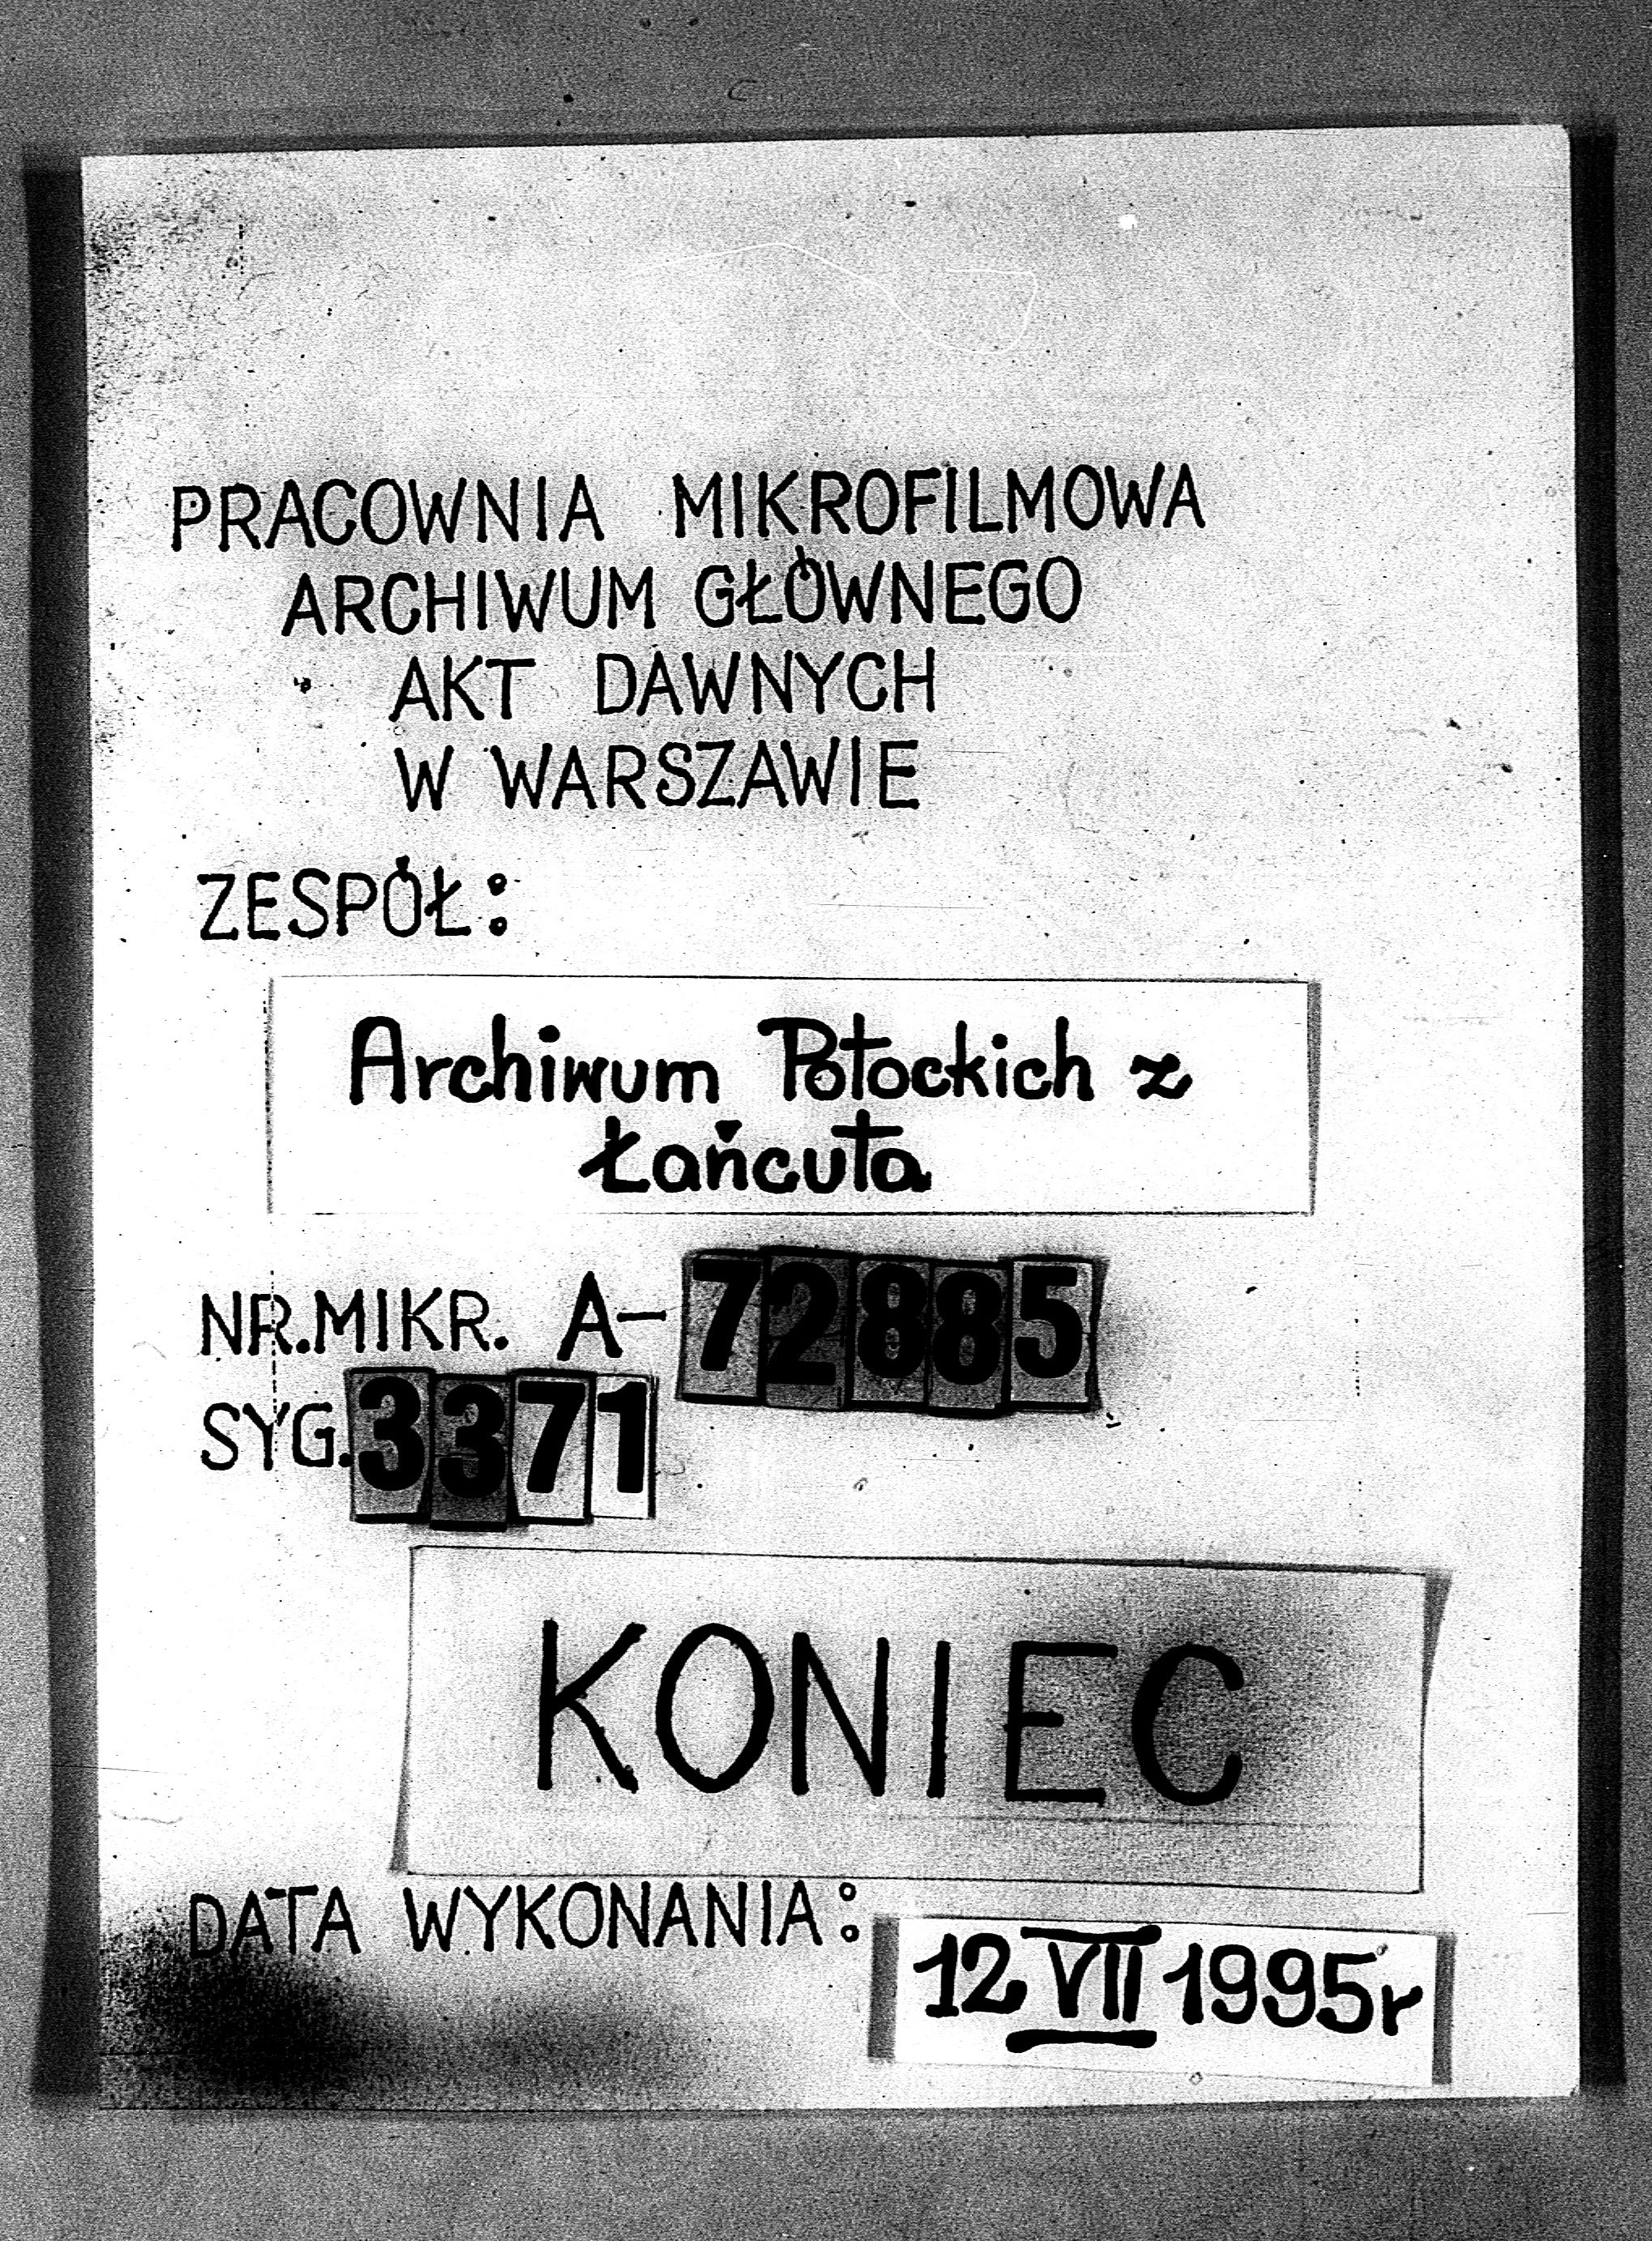 PRACOWNIA MIKROFILMOWA
ARCHIWUM GŁÓWNEGO
AKT DAWNYCH
W WARSZAWIE
ZESPÓŁ:
Archiwum Potockich z
Łańcuta
NR.MIKR. A-72885
SYG.3371
KONIEC
DATA WYKONANIA: 12 VII 1995r